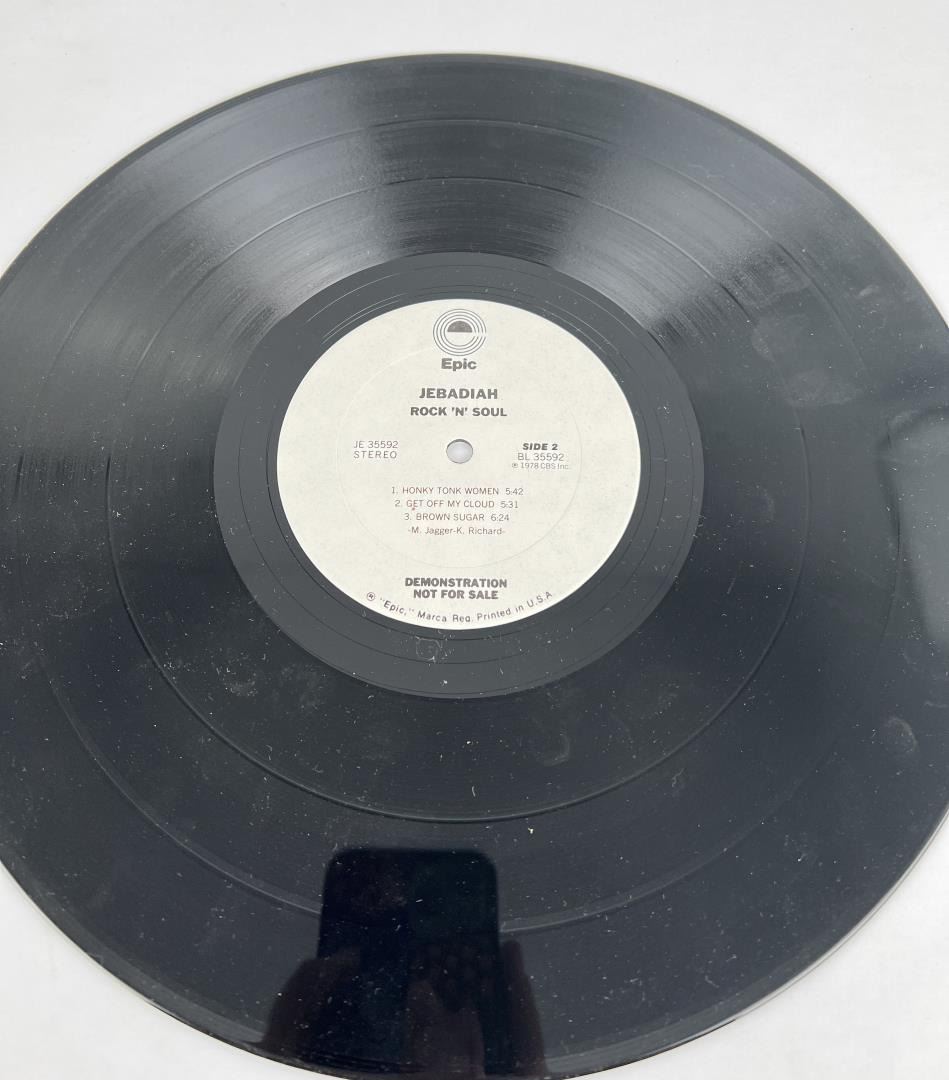 Epic
JEBADIAH
ROCK 'N' SOUL
JE 35592
STEREO
SIDE 2
BL 35592
℗ 1978 CBS Inc.
1. HONKY TONK WOMEN 5:42
2. GET OFF MY CLOUD 5:31
3. BROWN SUGAR 6:24
-M. Jagger-K. Richard-
DEMONSTRATION
NOT FOR SALE
® "Epic," Marca Reg. Printed in U.S.A.